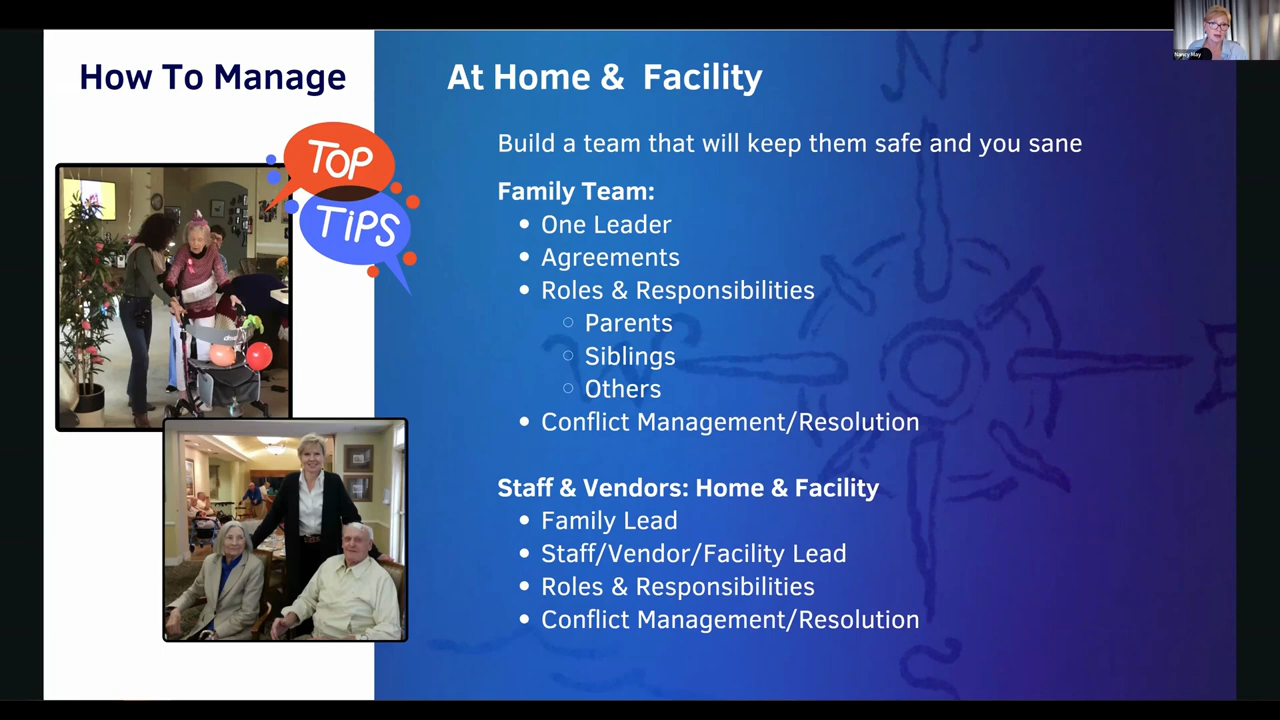 How To Manage
TOP
TiPS
At Home & Facility
Build a team that will keep them safe and you sane
Family Team:
One Leader
Agreements
Roles & Responsibilities
Parents
Siblings
Others
Conflict Management/Resolution
Staff & Vendors: Home & Facility
Family Lead
Staff/Vendor/Facility Lead
Roles & Responsibilities
Conflict Management/Resolution
Nancy May
N
S